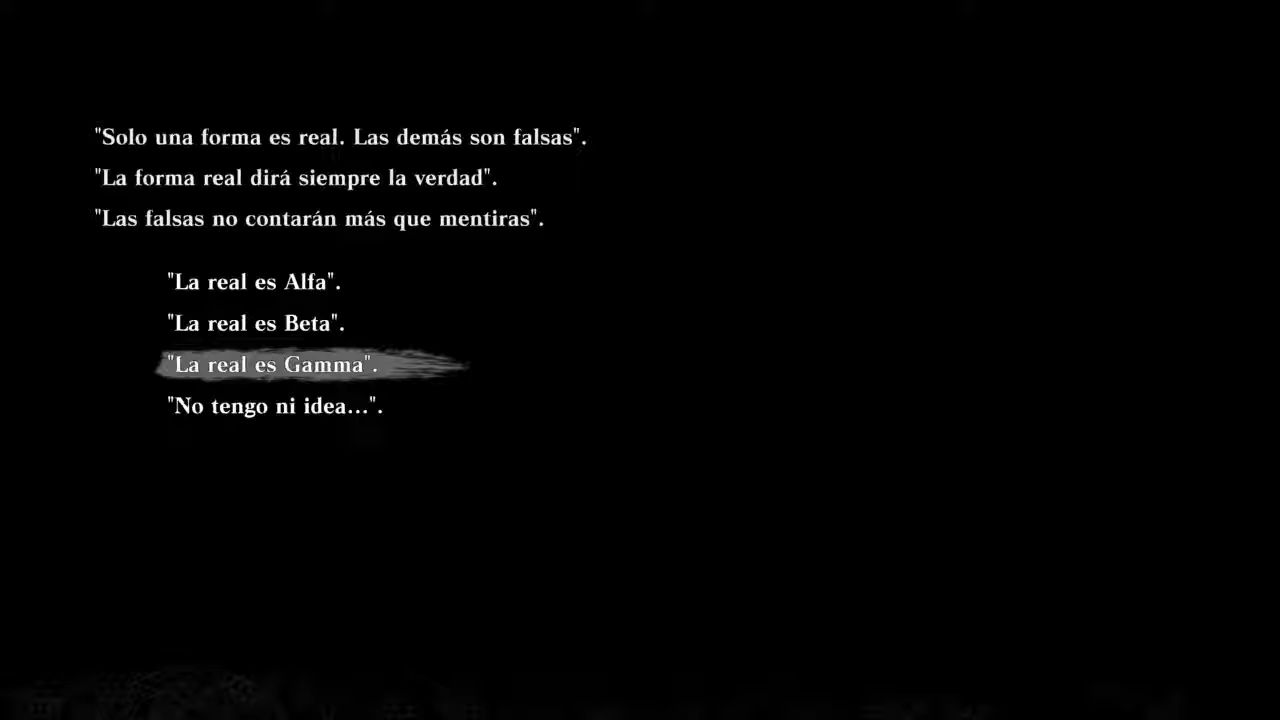 "Solo una forma es real. Las demás son falsas".
"La forma real dirá siempre la verdad".
"Las falsas no contarán más que mentiras".
"La real es Alfa".
"La real es Beta".
"La real es Gamma".
"No tengo ni idea...".